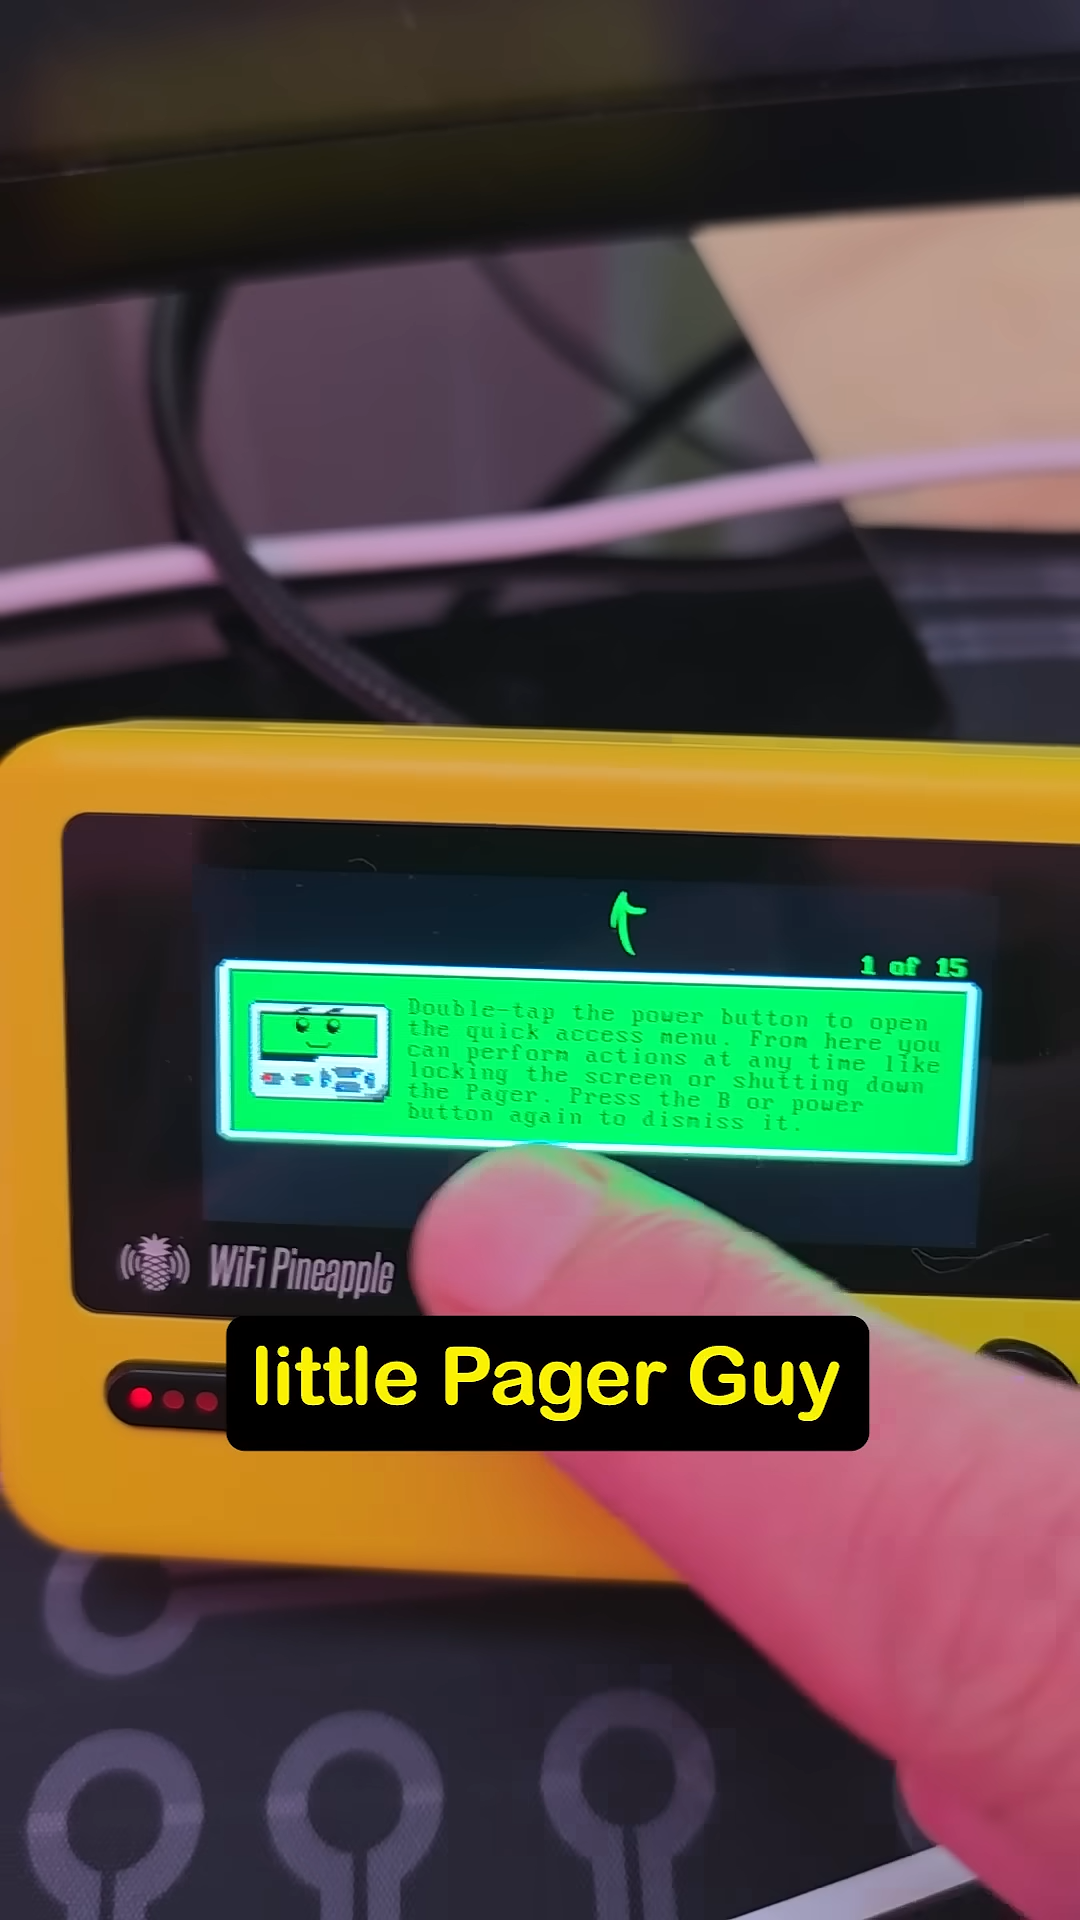 1 of 15
Double-tap the power button to open
the quick access menu. From here you
can perform actions at any time like
locking the screen or shutting down
the Pager. Press the B or power
button again to dismiss it.
WiFi Pineapple
little Pager Guy